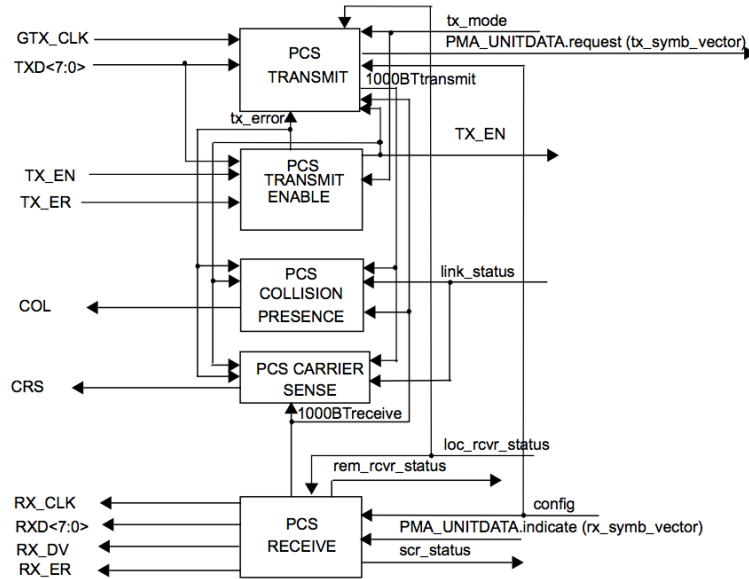 tx_mode
GTX_CLK
PCS
TRANSMIT
PMA_UNITDATA.request (tx_symb_vector)
TXD<7:0>
1000BTtransmit
tx_error
TX_EN
PCS
TRANSMIT
ENABLE
TX_EN
TX_ER
PCS
COLLISION
PRESENCE
link_status
COL
PCS CARRIER
SENSE
CRS
1000BTreceive
loc_rcvr_status
rem_rcvr_status
RX_CLK
config
RXD<7:0>
PCS
RECEIVE
PMA_UNITDATA.indicate (rx_symb_vector)
RX_DV
scr_status
RX_ER